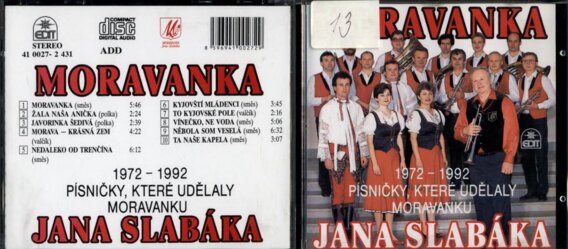 EDIT
STEREO
41 0027- 2 431
COMPACT
disc
DIGITAL AUDIO
ADD
8 596941 002729
MORAVANKA
1 MORAVANKA (směs) 5:46
2 ŽALA NAŠA ANIČKA (polka) 2:24
3 JAVORINKA ŠEDIVÁ (polka) 2:39
4 MORAVA — KRÁSNÁ ZEM 2:44
(valčík)
5 NEDALEKO OD TRENČÍNA 6:12
(směs)
6 KYJOVŠTÍ MLÁDENCI (směs) 3:45
7 TO KYJOVSKÉ POLE (valčík) 2:16
8 VÍNEČKO, NE VODA (směs) 5:06
9 NĚBOLA SOM VESELÁ (směs) 6:32
10 TA NAŠE KAPELA (směs) 3:07
1972 - 1992
PÍSNIČKY, KTERÉ UDĚLALY
MORAVANKU
JANA SLABÁKA
13
MORAVANKA
EDIT
1972 - 1992
PÍSNIČKY, KTERÉ UDĚLALY
MORAVANKU
JANA SLABÁKA